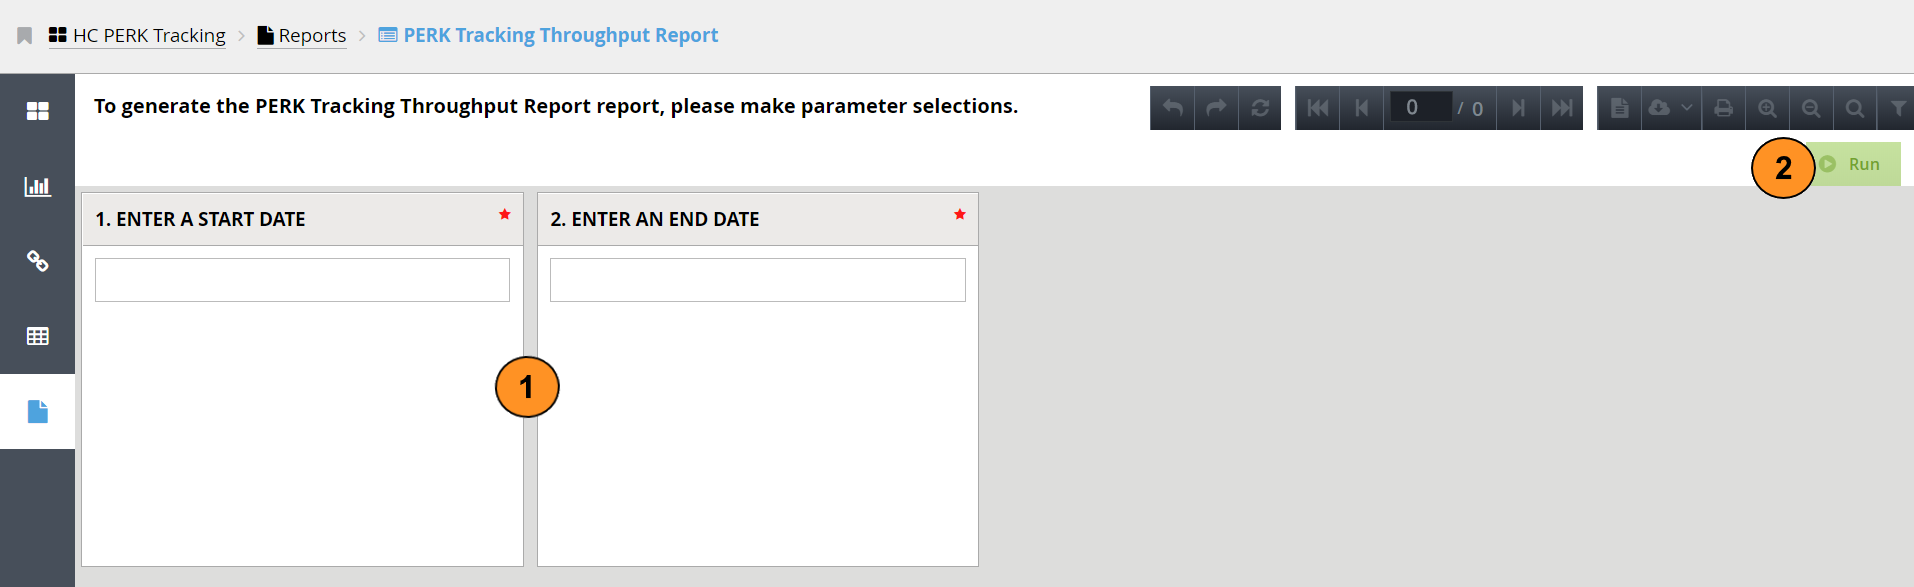 HC PERK Tracking > Reports > PERK Tracking Throughput Report
To generate the PERK Tracking Throughput Report report, please make parameter selections.
0 / 0
2 Run
1. ENTER A START DATE
2. ENTER AN END DATE
1